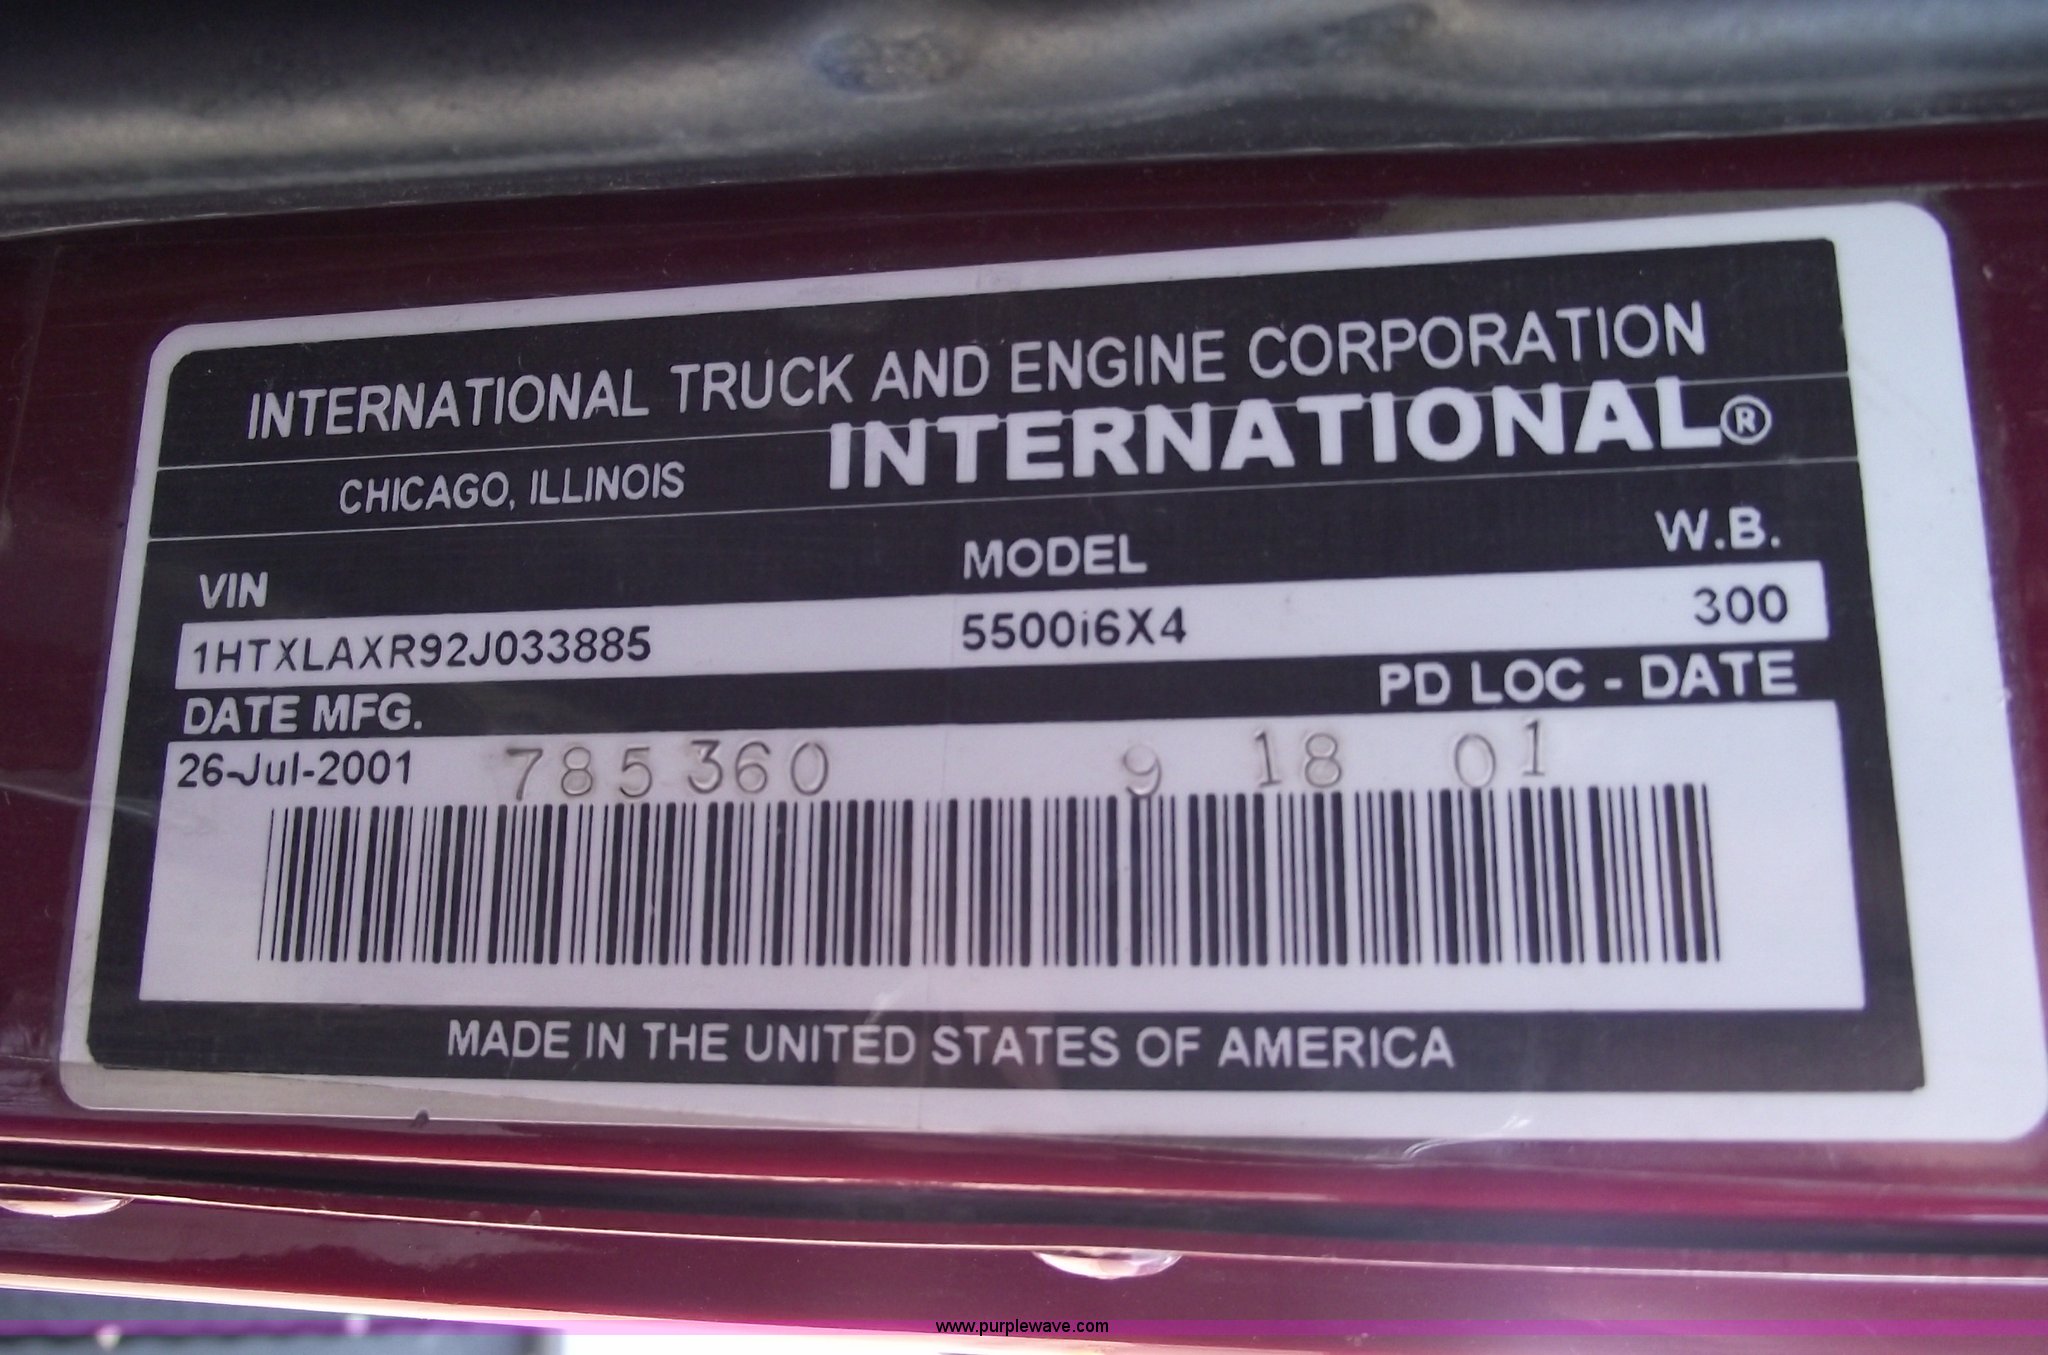 INTERNATIONAL TRUCK AND ENGINE CORPORATION
CHICAGO, ILLINOIS INTERNATIONAL®
VIN MODEL W.B.
1HTXLAXR92J033885 5500i6X4 300
DATE MFG. PD LOC - DATE
26-Jul-2001 785360 9 18 01
MADE IN THE UNITED STATES OF AMERICA
www.purplewave.com